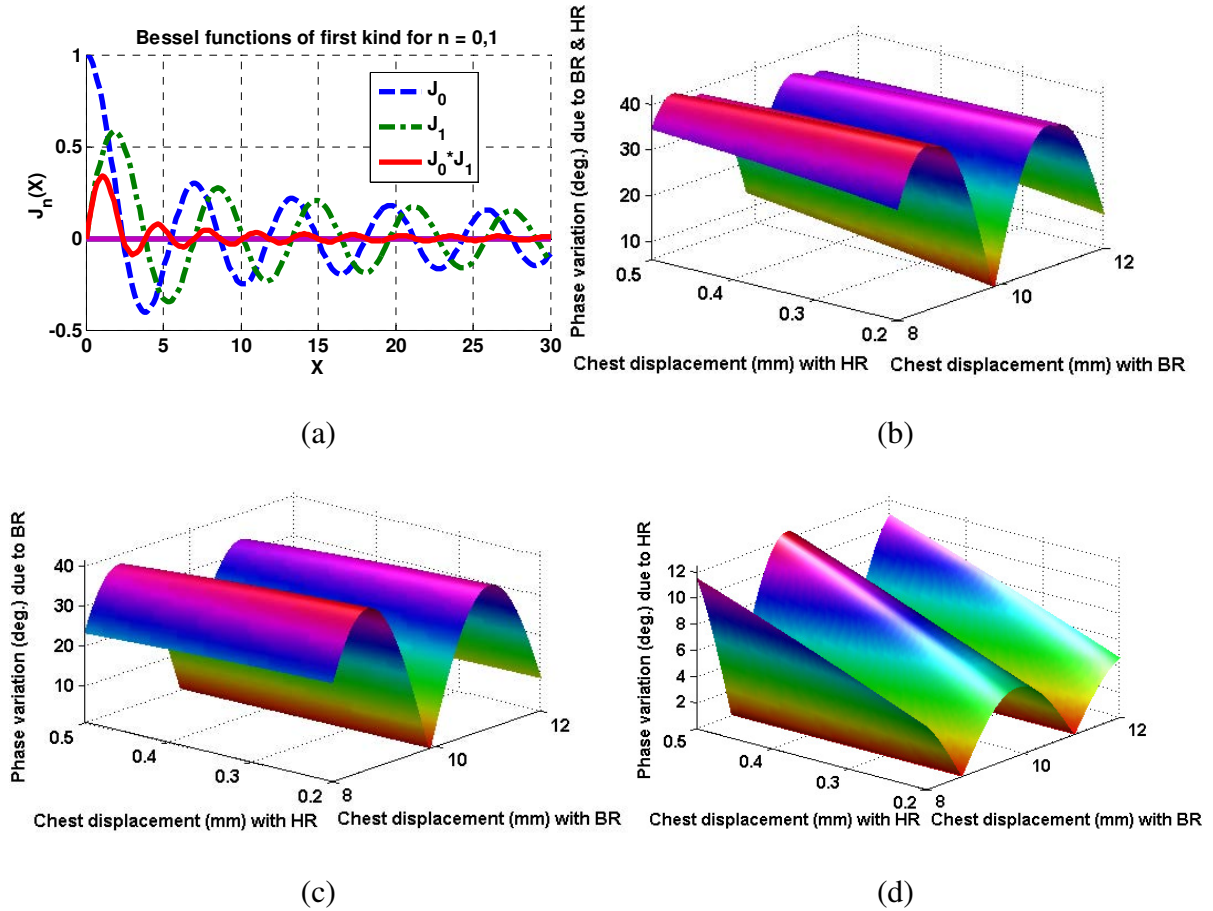 Bessel functions of first kind for n = 0,1
J_n(X)
1
0.5
0
-0.5
0 5 10 15 20 25 30
X
J_0
J_1
J_0*J_1
(a)
Phase variation (deg.) due to BR & HR
40
30
20
10
0.5 0.4 0.3 0.2
8 10 12
Chest displacement (mm) with HR
Chest displacement (mm) with BR
(b)
Phase variation (deg.) due to BR
40
30
20
10
0.5 0.4 0.3 0.2
8 10 12
Chest displacement (mm) with HR
Chest displacement (mm) with BR
(c)
Phase variation (deg.) due to HR
12
10
8
6
4
2
0.5 0.4 0.3 0.2
8 10 12
Chest displacement (mm) with HR
Chest displacement (mm) with BR
(d)